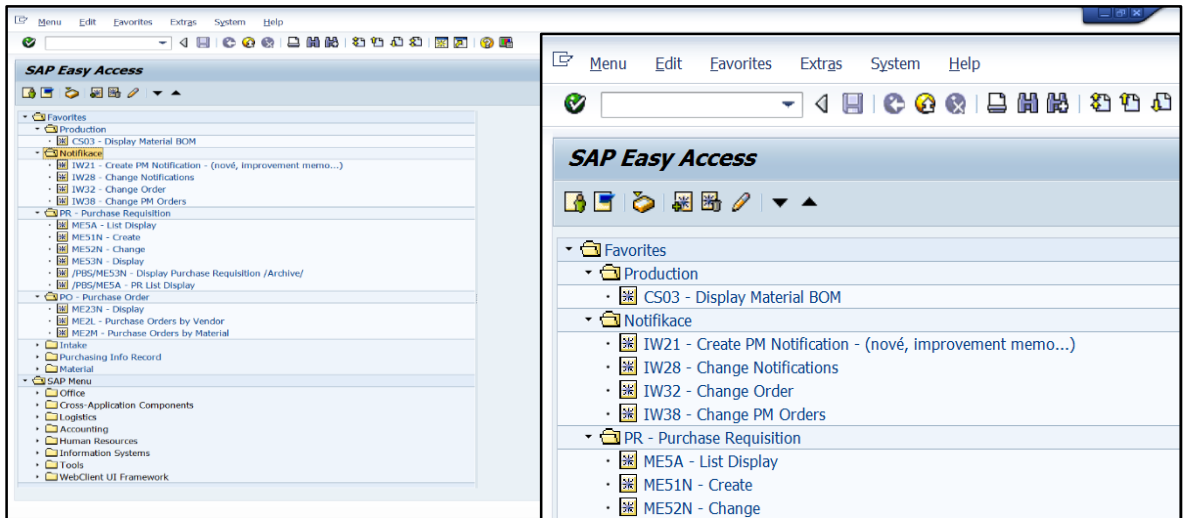 Menu Edit Favorites Extras System Help
SAP Easy Access
Favorites
Production
CS03 - Display Material BOM
Notifikace
IW21 - Create PM Notification - (nové, improvement memo...)
IW28 - Change Notifications
IW32 - Change Order
IW38 - Change PM Orders
PR - Purchase Requisition
ME5A - List Display
ME51N - Create
ME52N - Change
ME53N - Display
/PBS/ME53N - Display Purchase Requisition /Archive/
/PBS/ME5A - PR List Display
PO - Purchase Order
ME23N - Display
ME2L - Purchase Orders by Vendor
ME2M - Purchase Orders by Material
Intake
Purchasing Info Record
Material
SAP Menu
Office
Cross-Application Components
Logistics
Accounting
Human Resources
Information Systems
Tools
WebClient UI Framework
Menu Edit Favorites Extras System Help
SAP Easy Access
Favorites
Production
CS03 - Display Material BOM
Notifikace
IW21 - Create PM Notification - (nové, improvement memo...)
IW28 - Change Notifications
IW32 - Change Order
IW38 - Change PM Orders
PR - Purchase Requisition
ME5A - List Display
ME51N - Create
ME52N - Change